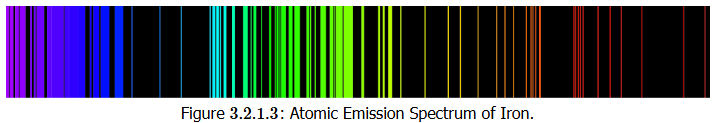 Figure 3.2.1.3: Atomic Emission Spectrum of Iron.